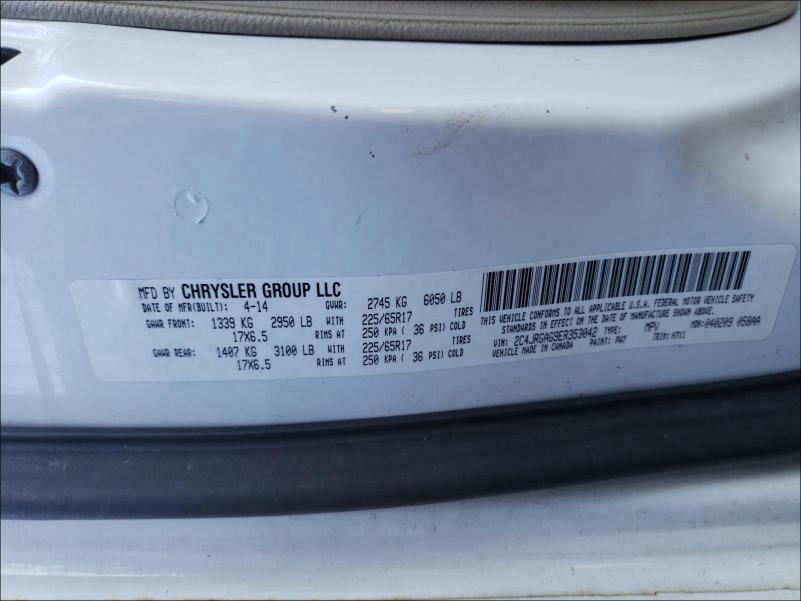 MFD BY CHRYSLER GROUP LLC
DATE OF MFR(BUILT): 4-14 GVWR: 2745 KG 6050 LB
GAWR FRONT: 1339 KG 2950 LB WITH 225/65R17 TIRES
17X6.5 RIMS AT 250 KPA ( 36 PSI) COLD
GAWR REAR: 1407 KG 3100 LB WITH 225/65R17 TIRES
17X6.5 RIMS AT 250 KPA ( 36 PSI) COLD
THIS VEHICLE CONFORMS TO ALL APPLICABLE U.S.A. FEDERAL MOTOR VEHICLE SAFETY
STANDARDS IN EFFECT ON THE DATE OF MANUFACTURE SHOWN ABOVE.
VIN: 2C4JRGAG9ER353042 TYPE: MPV MDH: 040209 058AA
VEHICLE MADE IN CANADA PAINT: PW7 TRIM: